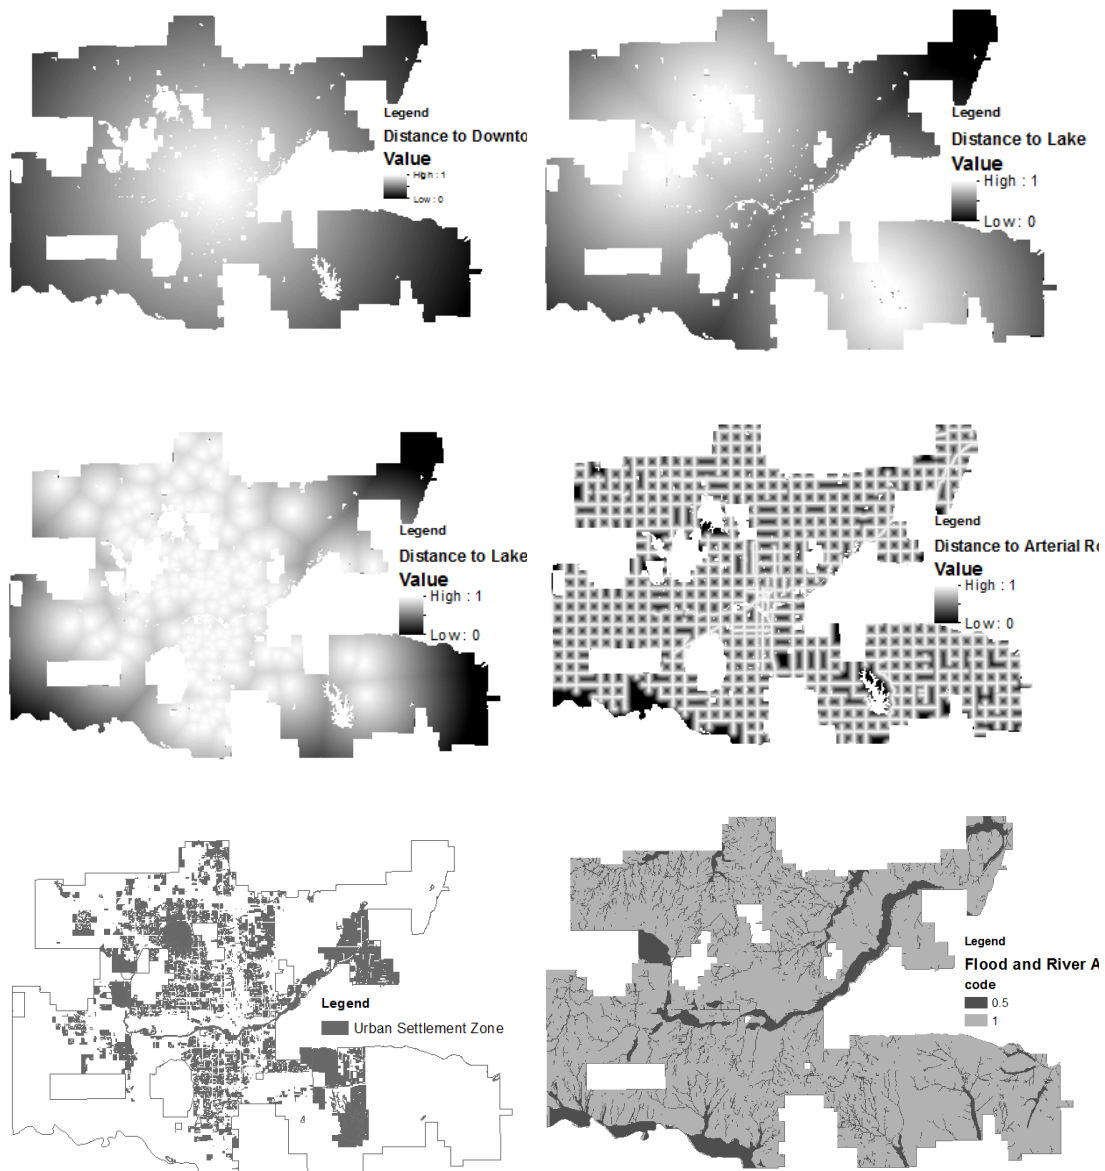 Legend
Distance to Downto
Value
High : 1
Low : 0
Legend
Distance to Lake
Value
High : 1
Low : 0
Legend
Distance to Lake
Value
High : 1
Low : 0
Legend
Distance to Arterial Ro
Value
High : 1
Low : 0
Legend
Urban Settlement Zone
Legend
Flood and River A
code
0.5
1